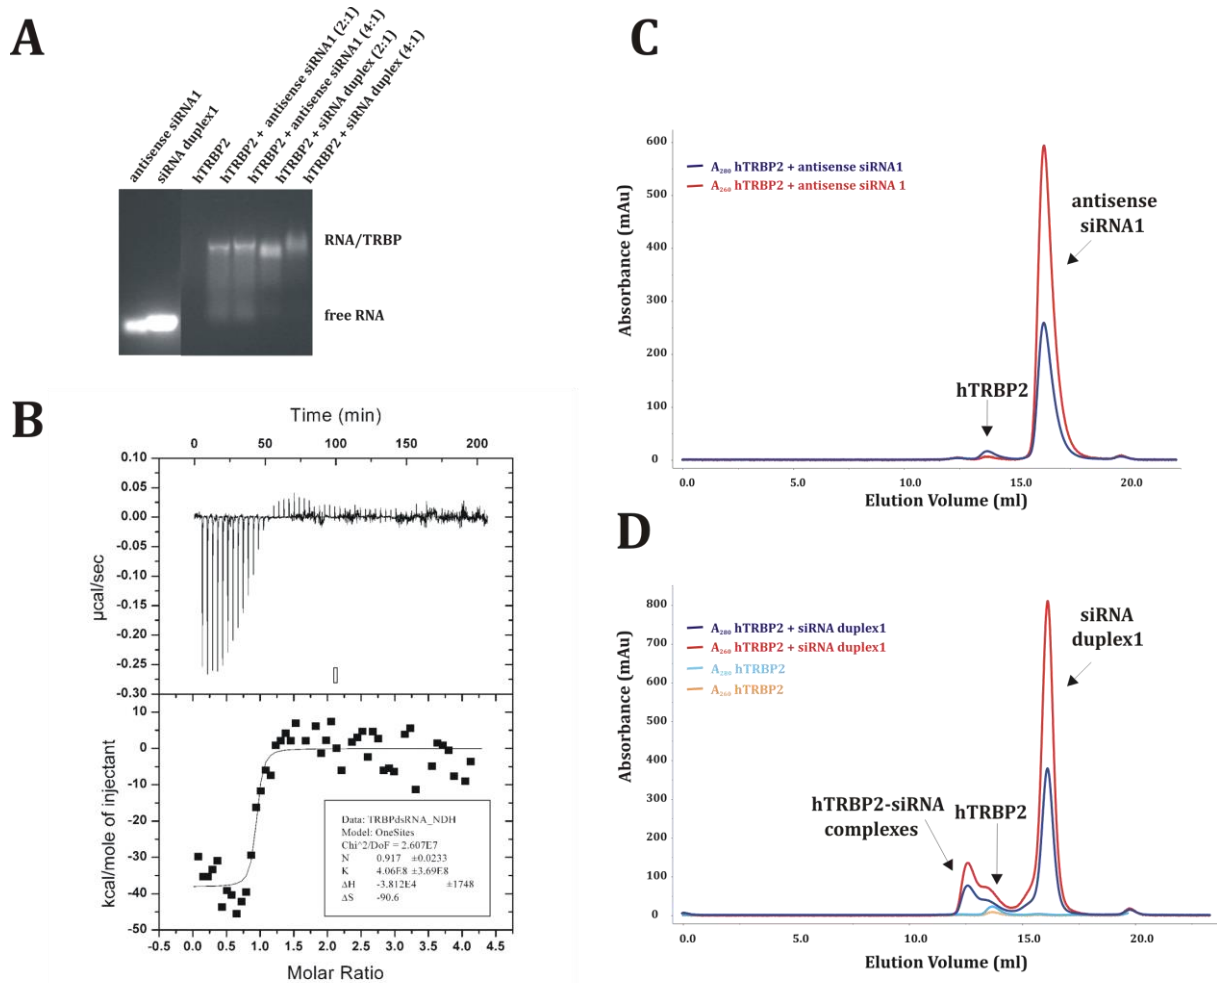 A
antisense siRNA1
siRNA duplex1
hTRBP2
hTRBP2 + antisense siRNA1 (2:1)
hTRBP2 + antisense siRNA1 (4:1)
hTRBP2 + siRNA duplex (2:1)
hTRBP2 + siRNA duplex (4:1)
RNA/TRBP
free RNA
B
Time (min)
0 50 100 150 200
0.10
0.05
0.00
-0.05
-0.10
-0.15
-0.20
-0.25
-0.30
µcal/sec
10
0
-10
-20
-30
-40
-50
kcal/mole of injectant
Data: TRBPdsRNA_NDH
Model: OneSites
Chi^2/DoF = 2.607E7
N 0.917 ±0.0233
K 4.06E8 ±3.69E8
ΔH -3.812E4 ±1748
ΔS -90.6
-0.5 0.0 0.5 1.0 1.5 2.0 2.5 3.0 3.5 4.0 4.5
Molar Ratio
C
600
500
400
300
200
100
0
Absorbance (mAu)
A₂₈₀ hTRBP2 + antisense siRNA1
A₂₆₀ hTRBP2 + antisense siRNA 1
antisense
siRNA1
hTRBP2
0.0 5.0 10.0 15.0 20.0
Elution Volume (ml)
D
800
700
600
500
400
300
200
100
0
Absorbance (mAu)
A₂₈₀ hTRBP2 + siRNA duplex1
A₂₆₀ hTRBP2 + siRNA duplex1
A₂₈₀ hTRBP2
A₂₆₀ hTRBP2
siRNA
duplex1
hTRBP2-siRNA
complexes
hTRBP2
0.0 5.0 10.0 15.0 20.0
Elution Volume (ml)